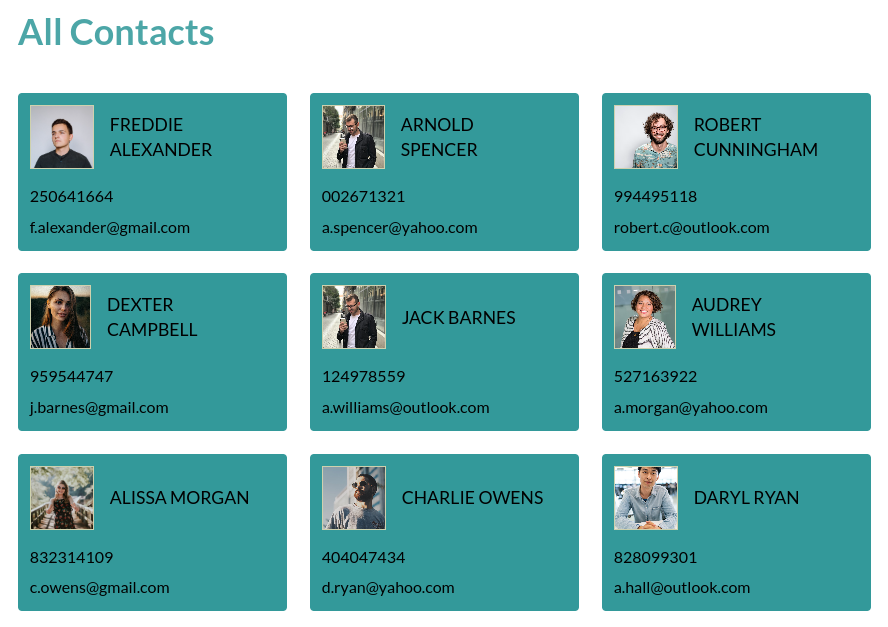 All Contacts
FREDDIE
ALEXANDER
250641664
f.alexander@gmail.com
ARNOLD
SPENCER
002671321
a.spencer@yahoo.com
ROBERT
CUNNINGHAM
994495118
robert.c@outlook.com
DEXTER
CAMPBELL
959544747
j.barnes@gmail.com
JACK BARNES
124978559
a.williams@outlook.com
AUDREY
WILLIAMS
527163922
a.morgan@yahoo.com
ALISSA MORGAN
832314109
c.owens@gmail.com
CHARLIE OWENS
404047434
d.ryan@yahoo.com
DARYL RYAN
828099301
a.hall@outlook.com